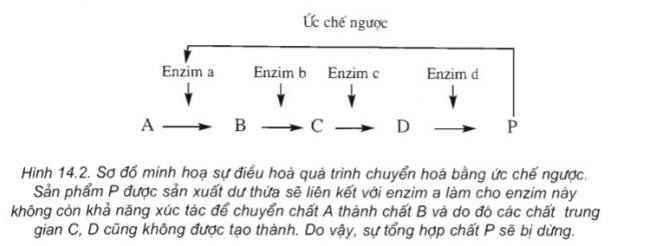 Ức chế ngược
Enzim a Enzim b Enzim c Enzim d
A B C D P
Hình 14.2. Sơ đồ minh hoạ sự điều hoà quá trình chuyển hoá bằng ức chế ngược.
Sản phẩm P được sản xuất dư thừa sẽ liên kết với enzim a làm cho enzim này
không còn khả năng xúc tác để chuyển chất A thành chất B và do đó các chất trung
gian C, D cũng không được tạo thành. Do vậy, sự tổng hợp chất P sẽ bị dừng.